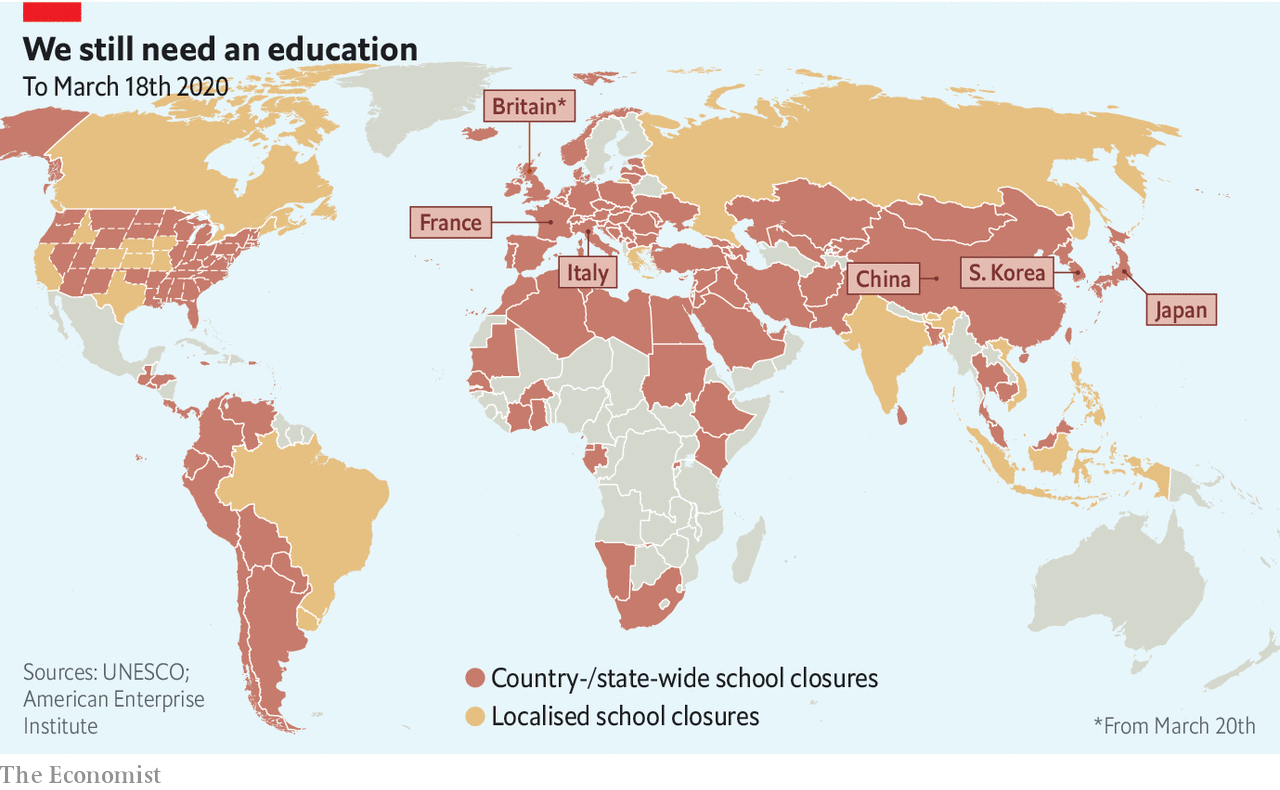 We still need an education
To March 18th 2020
Britain*
France
Italy
China
S. Korea
Japan
Country-/state-wide school closures
Localised school closures
Sources: UNESCO;
American Enterprise
Institute
*From March 20th
The Economist